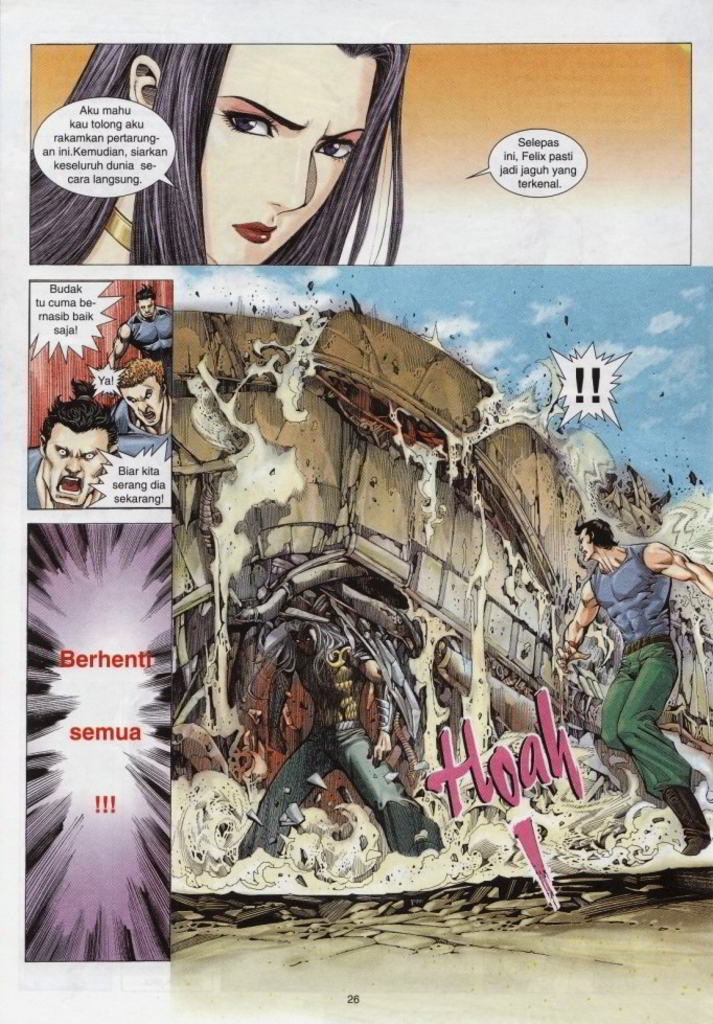 Aku mahu
kau tolong aku
rakamkan pertarung-
an ini.Kemudian, siarkan
keseluruh dunia se-
cara langsung.
Selepas
ini, Felix pasti
jadi jaguh yang
terkenal.
Budak
tu cuma be-
rnasib baik
saja!
Ya!
Biar kita
serang dia
sekarang!
!!
Berhenti
semua
!!!
Hoah
!
26